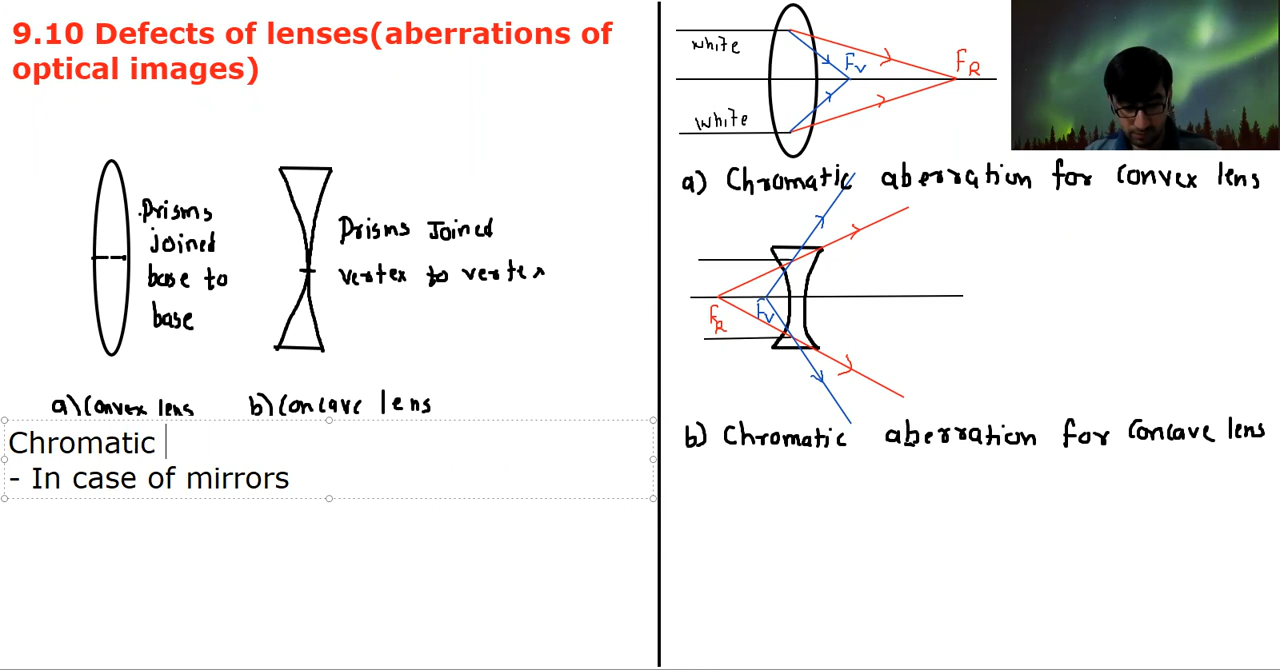 9.10 Defects of lenses(aberrations of
optical images)
Prisms
joined
base to
base
Prisms Joined
vertex to vertex
a) Convex lens
b) Concave lens
Chromatic
- In case of mirrors
white
white
FV
FR
a) Chromatic aberration for convex lens
FR
FV
b) Chromatic aberration for Concave lens